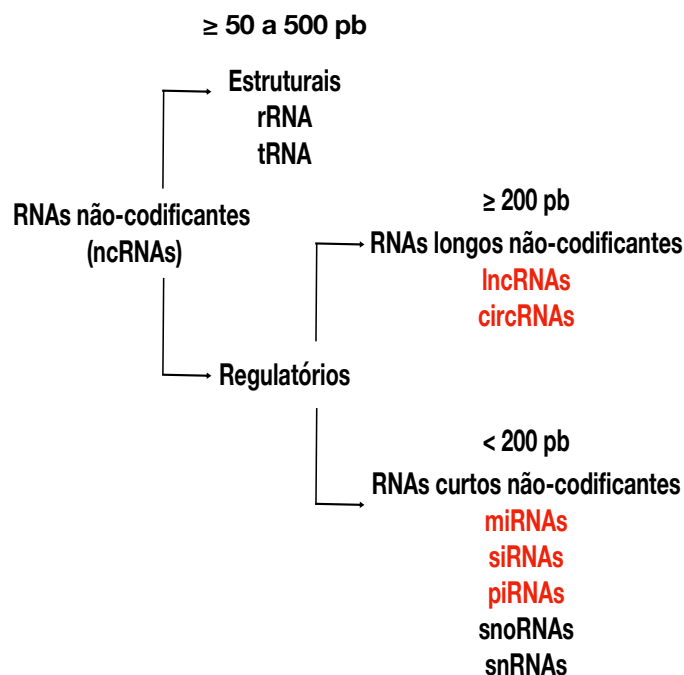 ≥ 50 a 500 pb
Estruturais
rRNA
tRNA
RNAs não-codificantes
(ncRNAs)
≥ 200 pb
RNAs longos não-codificantes
lncRNAs
circRNAs
Regulatórios
< 200 pb
RNAs curtos não-codificantes
miRNAs
siRNAs
piRNAs
snoRNAs
snRNAs